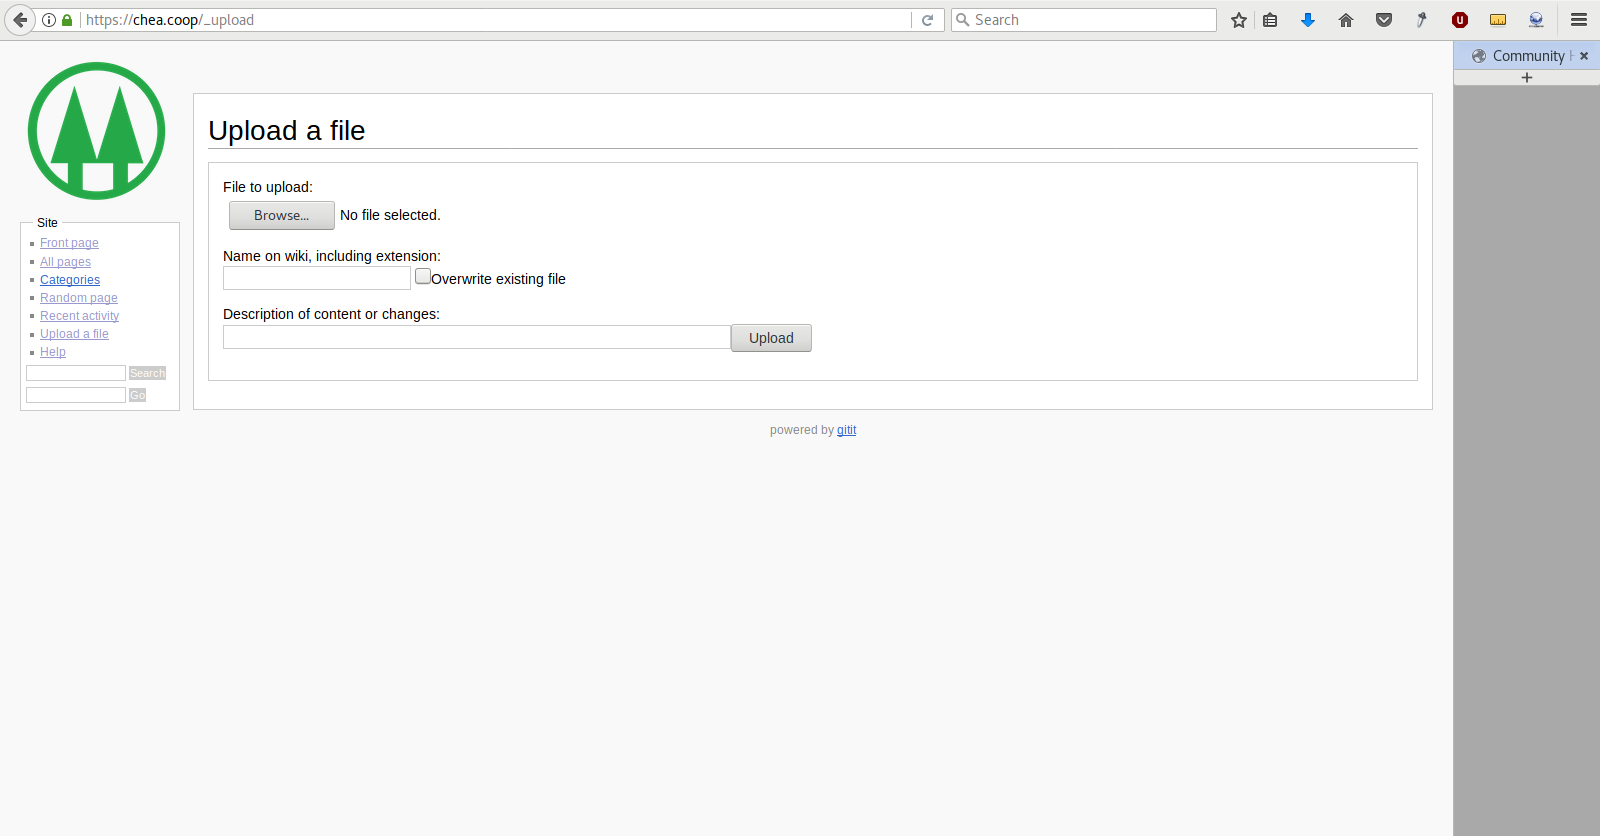 https://chea.coop/_upload
Search
Community
Upload a file
File to upload:
Browse... No file selected.
Name on wiki, including extension:
Overwrite existing file
Description of content or changes:
Upload
Site
Front page
All pages
Categories
Random page
Recent activity
Upload a file
Help
Search
Go
powered by gitit